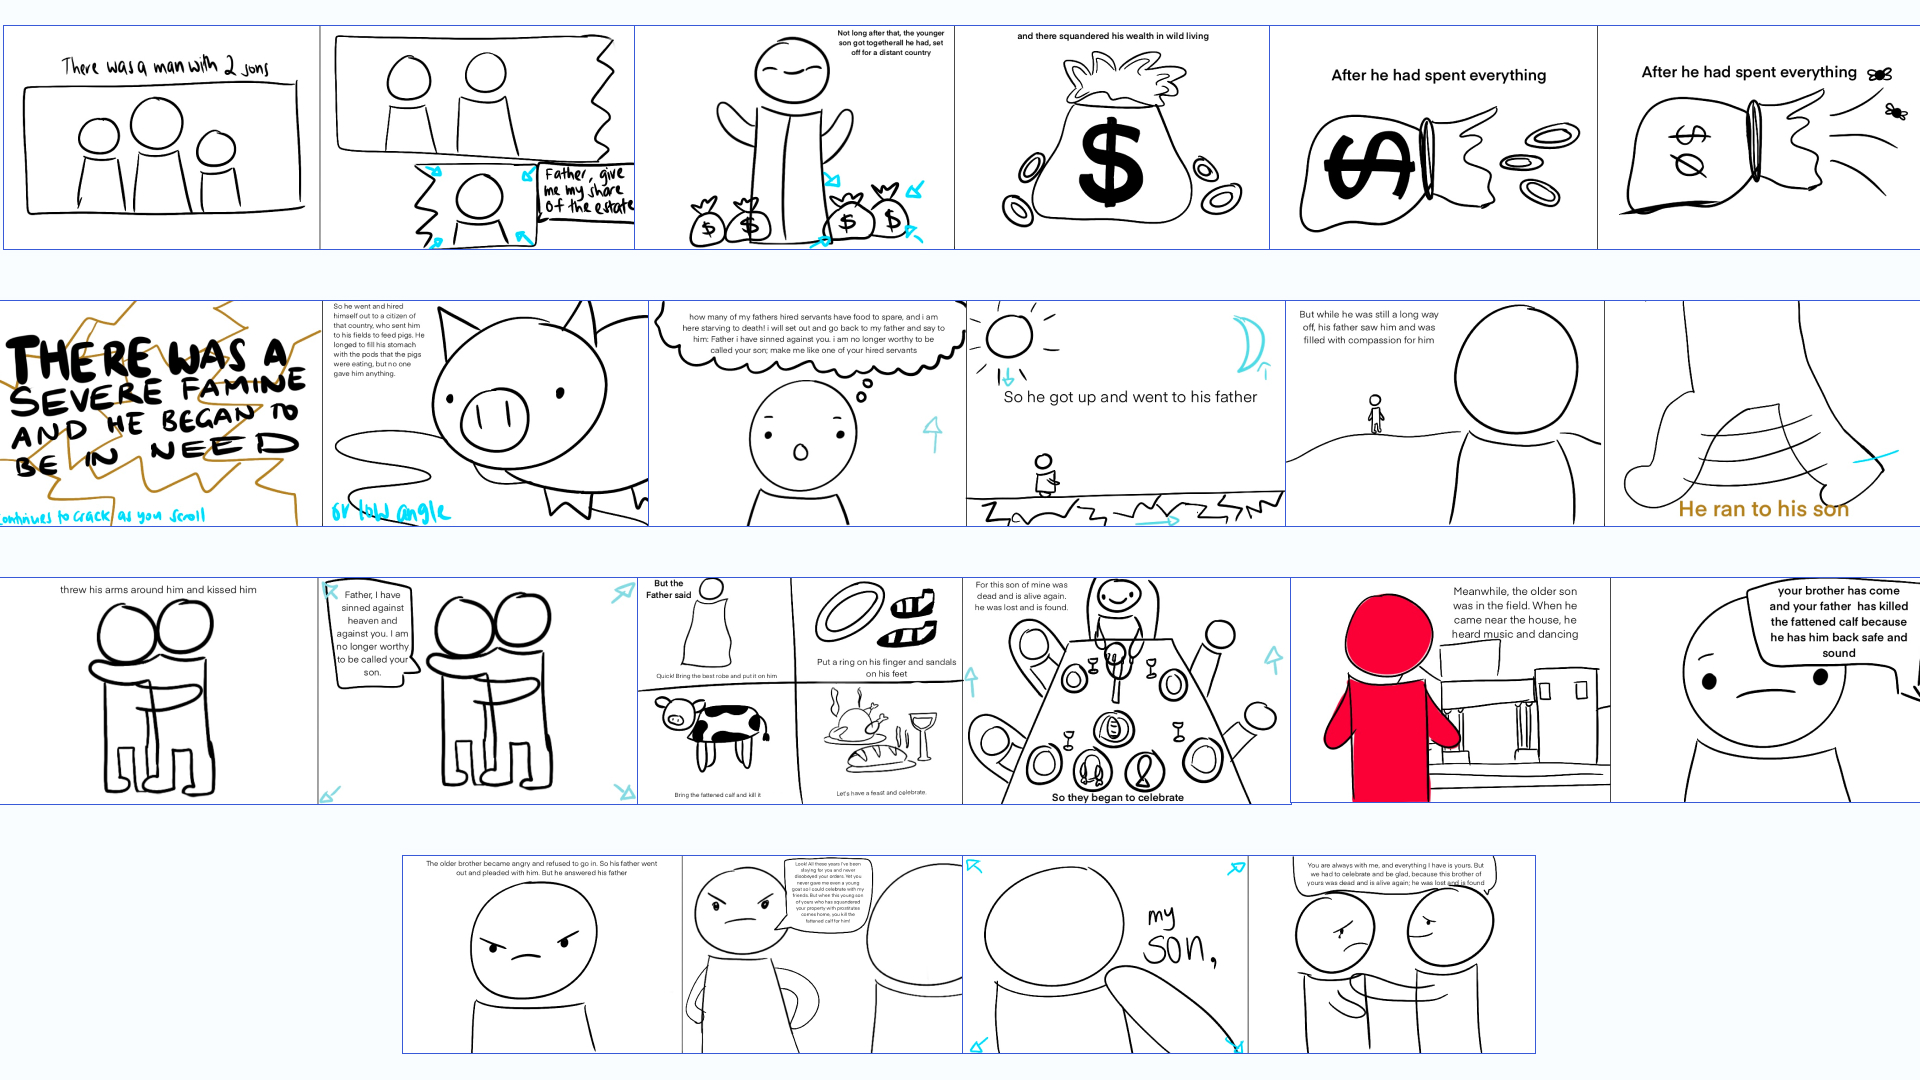 There was a man with 2 sons
Father, give
me my share
of the estate
Not long after that, the younger
son got togetherall he had, set
off for a distant country
$
$
$
$
and there squandered his wealth in wild living
$
After he had spent everything
$
After he had spent everything
$
THERE WAS A
SEVERE FAMINE
AND HE BEGAN TO
BE IN NEED
continues to crack as you scroll
So he went and hired
himself out to a citizen of
that country, who sent him
to his fields to feed pigs. He
longed to fill his stomach
with the pods that the pigs
were eating, but no one
gave him anything.
angle
how many of my fathers hired servants have food to spare, and i am
here starving to death! i will set out and go back to my father and say to
him: Father i have sinned against you. i am no longer worthy to be
called your son; make me like one of your hired servants
So he got up and went to his father
But while he was still a long way
off, his father saw him and was
filled with compassion for him
He ran to his son
threw his arms around him and kissed him
Father, I have
sinned against
heaven and
against you. I am
no longer worthy
to be called your
son.
But the
Father said
Quick! Bring the best robe and put it on him
Put a ring on his finger and sandals
on his feet
Bring the fattened calf and kill it
Let's have a feast and celebrate.
For this son of mine was
dead and is alive again.
he was lost and is found.
So they began to celebrate
Meanwhile, the older son
was in the field. When he
came near the house, he
heard music and dancing
your brother has come
and your father has killed
the fattened calf because
he has him back safe and
sound
The older brother became angry and refused to go in. So his father went
out and pleaded with him. But he answered his father
Look! All these years I've been
slaving for you and never
disobeyed your orders. Yet you
never gave me even a young
goat so I could celebrate with my
friends. But when this young son
of yours who has squandered
your property with prostitutes
comes home, you kill the
fattened calf for him!
my
son,
You are always with me, and everything I have is yours. But
we had to celebrate and be glad, because this brother of
yours was dead and is alive again; he was lost and is found